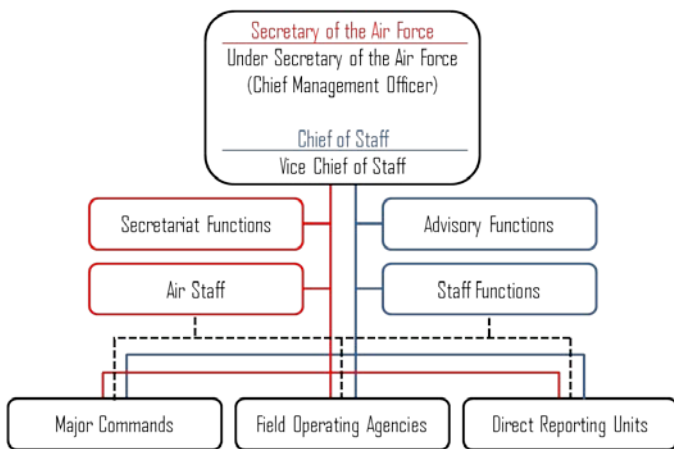 Secretary of the Air Force
Under Secretary of the Air Force
(Chief Management Officer)
Chief of Staff
Vice Chief of Staff
Secretariat Functions
Advisory Functions
Air Staff
Staff Functions
Major Commands
Field Operating Agencies
Direct Reporting Units